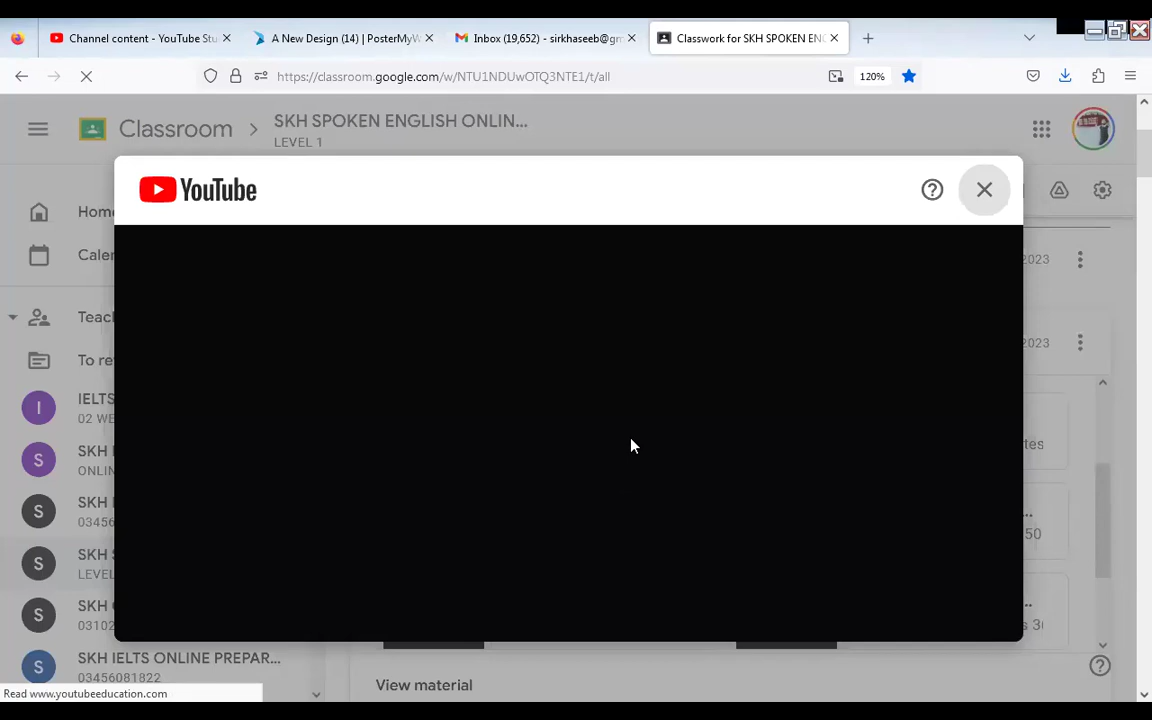 Channel content - YouTube Stu
A New Design (14) | PosterMyW
Inbox (19,652) - sirkhaseeb@gm
Classwork for SKH SPOKEN EN
https://classroom.google.com/w/NTU1NDUwOTQ3NTE1/t/all
120%
Classroom
SKH SPOKEN ENGLISH ONLIN...
LEVEL 1
YouTube
Home
Calen
2023
Teach
2023
To re
I
IELTS
02 WE
tes
S
SKH
ONLIN
S
SKH
03456
...
50
S
SKH
LEVEL
S
SKH
03102
...
s 30
S
SKH IELTS ONLINE PREPAR...
03456081822
View material
Read www.youtubeeducation.com